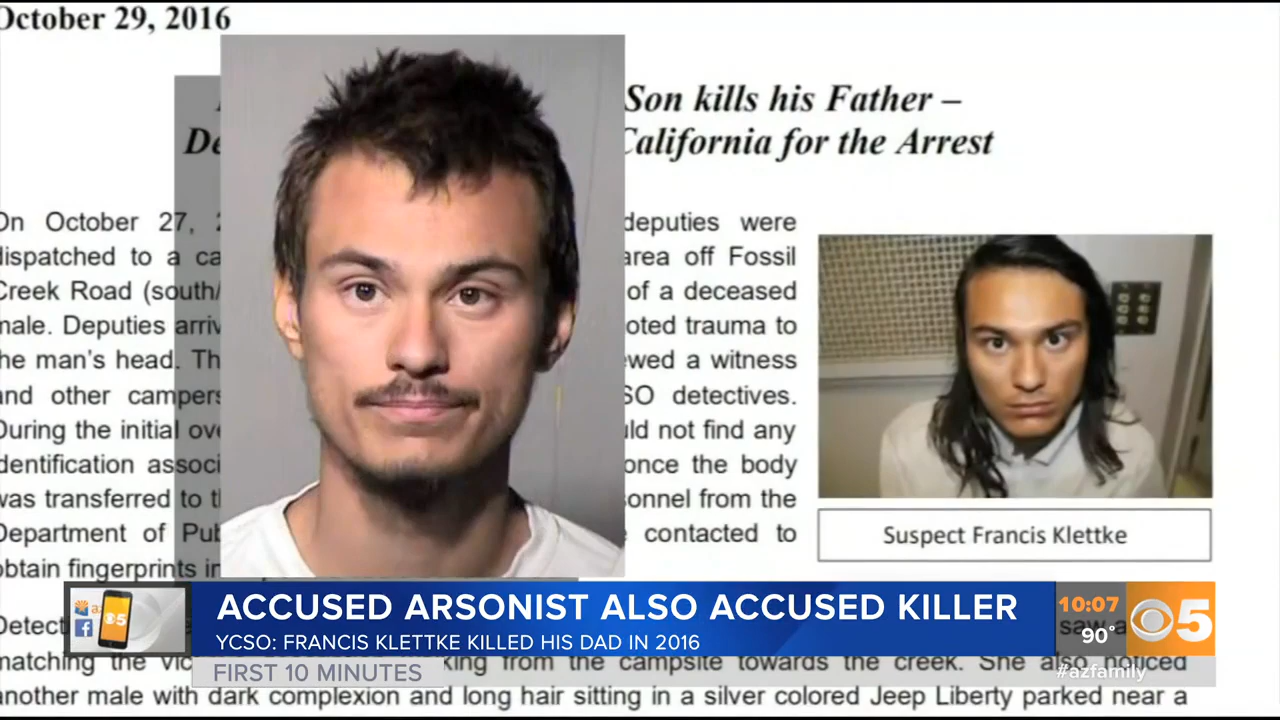 October 29, 2016
Son kills his Father –
De California for the Arrest
On October 27, deputies were
dispatched to a ca area off Fossil
Creek Road (south/ of a deceased
male. Deputies arriv noted trauma to
the man's head. Th ewed a witness
and other campers SO detectives.
During the initial ove uld not find any
identification associ once the body
was transferred to th sonnel from the
Department of Pub contacted to
obtain fingerprints in
Suspect Francis Klettke
ACCUSED ARSONIST ALSO ACCUSED KILLER
YCSO: FRANCIS KLETTKE KILLED HIS DAD IN 2016
FIRST 10 MINUTES
10:07
90°
5
#azfamily
Detect saw a
matching the vic king from the campsite towards the creek. She also noticed
another male with dark complexion and long hair sitting in a silver colored Jeep Liberty parked near a